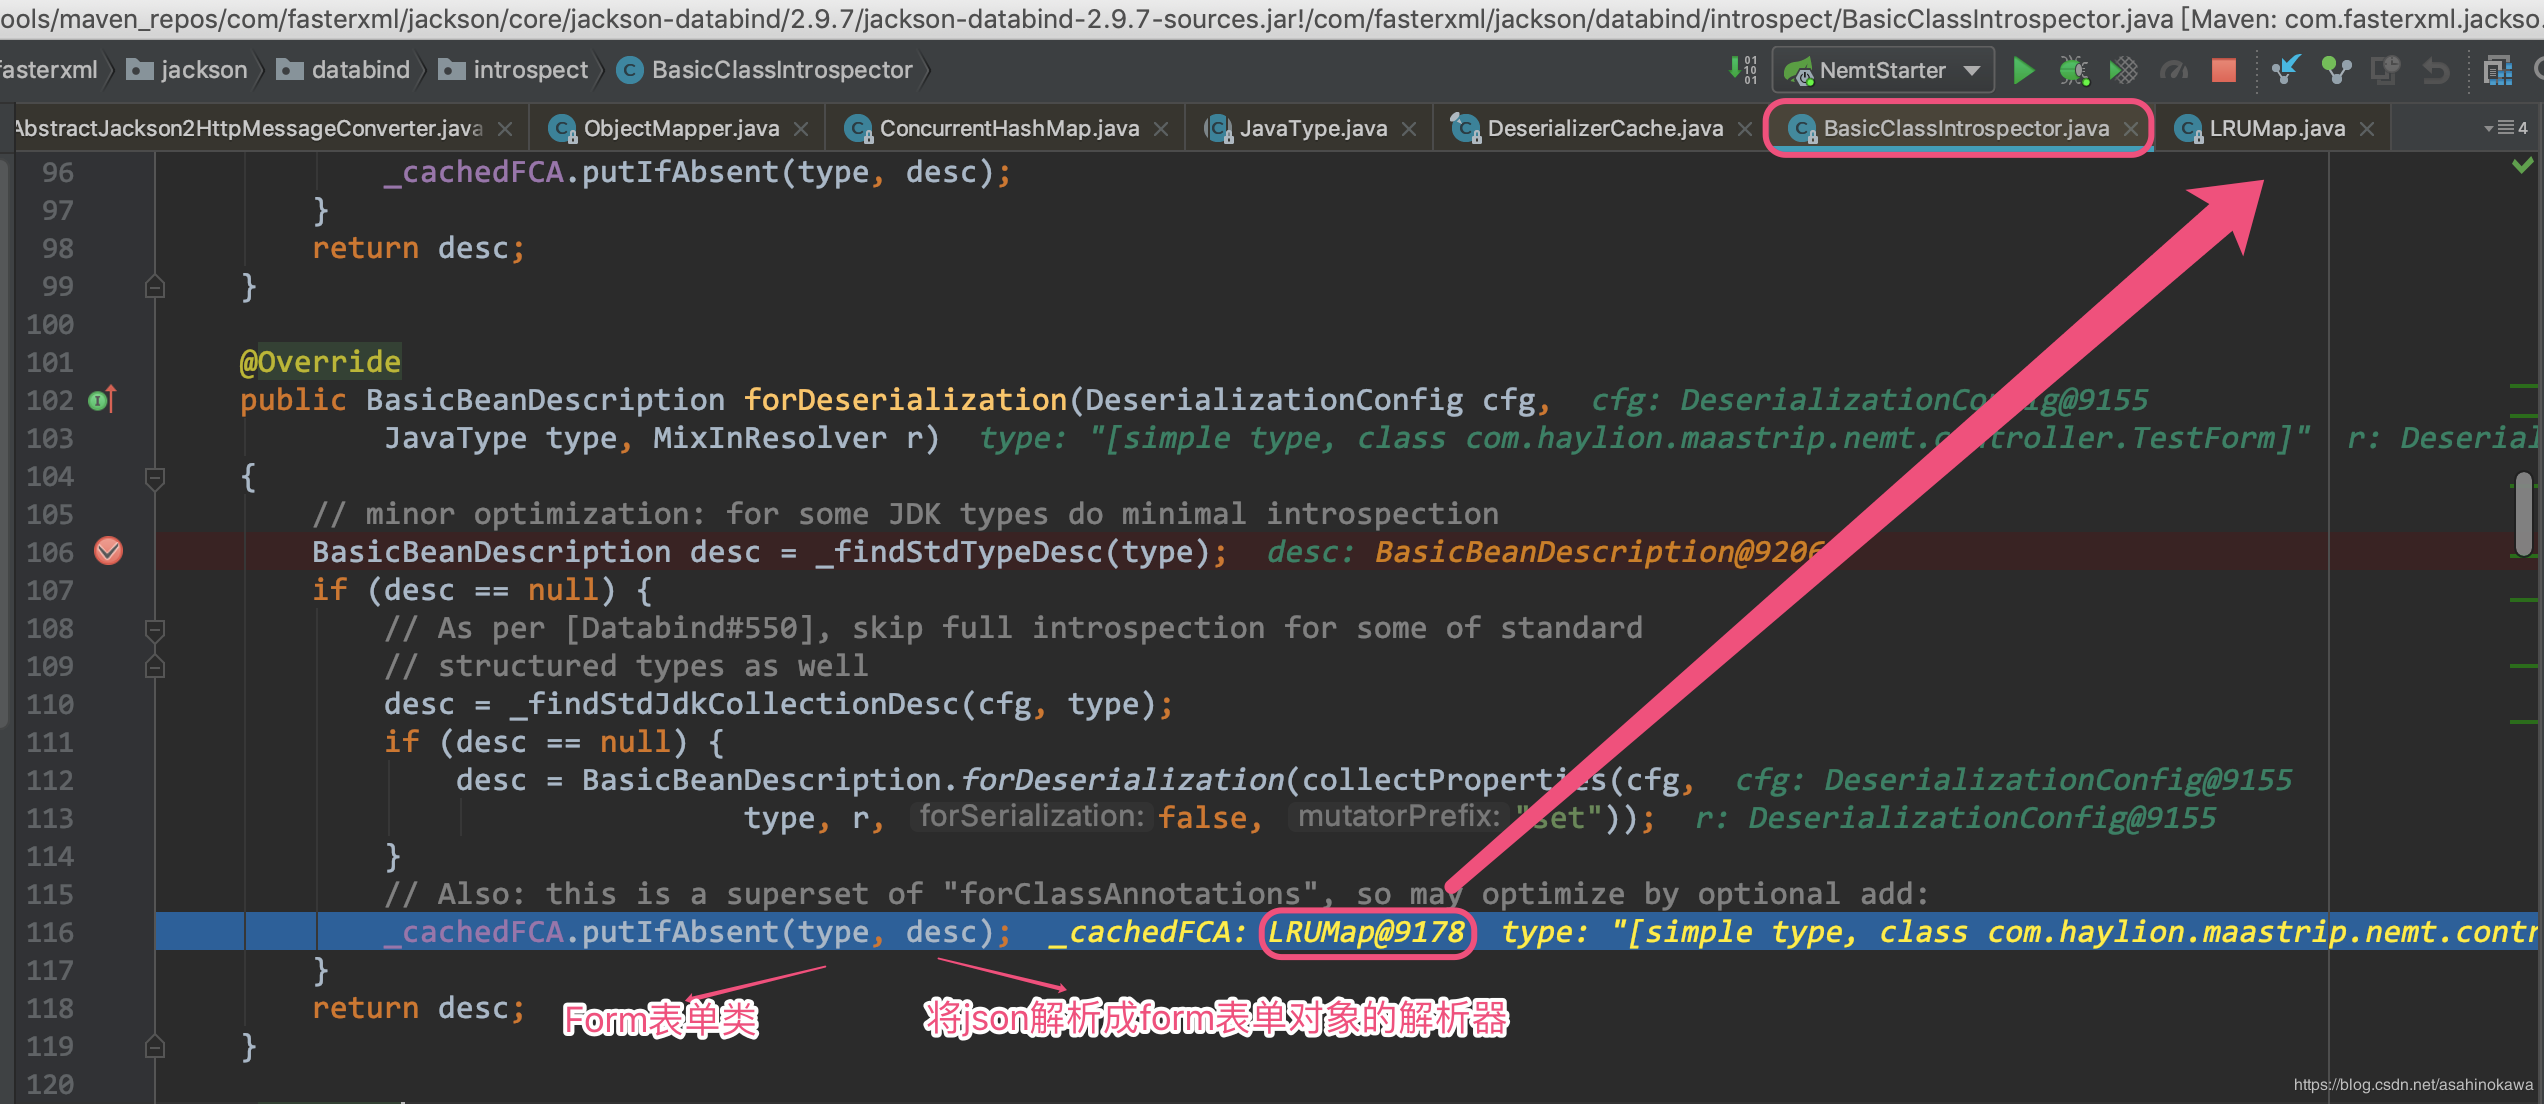 ools/maven_repos/com/fasterxml/jackson/core/jackson-databind/2.9.7/jackson-databind-2.9.7-sources.jar!/com/fasterxml/jackson/databind/introspect/BasicClassIntrospector.java [Maven: com.fasterxml.jackso
fasterxml jackson databind introspect BasicClassIntrospector NemtStarter
AbstractJackson2HttpMessageConverter.java ObjectMapper.java ConcurrentHashMap.java JavaType.java DeserializerCache.java BasicClassIntrospector.java LRUMap.java 4
96 _cachedFCA.putIfAbsent(type, desc);
97 }
98 return desc;
99 }
100
101 @Override
102 public BasicBeanDescription forDeserialization(DeserializationConfig cfg, cfg: DeserializationConfig@9155
103 JavaType type, MixInResolver r) type: "[simple type, class com.haylion.maastrip.nemt.controller.TestForm]" r: Deserial
104 {
105 // minor optimization: for some JDK types do minimal introspection
106 BasicBeanDescription desc = _findStdTypeDesc(type); desc: BasicBeanDescription@9206
107 if (desc == null) {
108 // As per [Databind#550], skip full introspection for some of standard
109 // structured types as well
110 desc = _findStdJdkCollectionDesc(cfg, type);
111 if (desc == null) {
112 desc = BasicBeanDescription.forDeserialization(collectProperties(cfg, cfg: DeserializationConfig@9155
113 type, r, forSerialization: false, mutatorPrefix: "set")); r: DeserializationConfig@9155
114 }
115 // Also: this is a superset of "forClassAnnotations", so may optimize by optional add:
116 _cachedFCA.putIfAbsent(type, desc); _cachedFCA: LRUMap@9178 type: "[simple type, class com.haylion.maastrip.nemt.contr
117 }
118 return desc;
Form表单类 将json解析成form表单对象的解析器
119 }
120
https://blog.csdn.net/asahinokawa